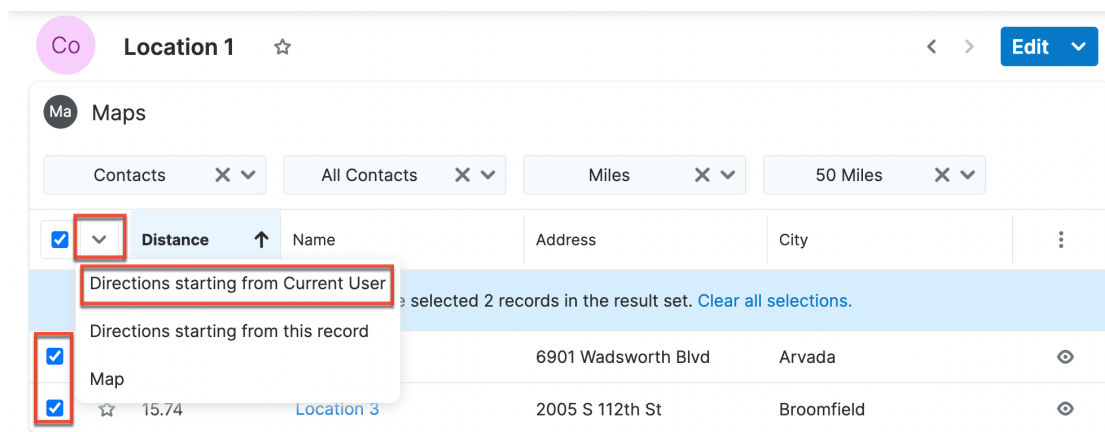 Co Location 1 Edit
Ma Maps
Contacts All Contacts Miles 50 Miles
Distance Name Address City
Directions starting from Current User
selected 2 records in the result set. Clear all selections.
Directions starting from this record
6901 Wadsworth Blvd Arvada
Map
15.74 Location 3 2005 S 112th St Broomfield